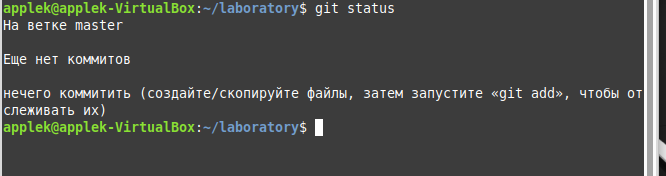 applek@applek-VirtualBox:~/laboratory$ git status
На ветке master
Еще нет коммитов
нечего коммитить (создайте/скопируйте файлы, затем запустите «git add», чтобы от
слеживать их)
applek@applek-VirtualBox:~/laboratory$